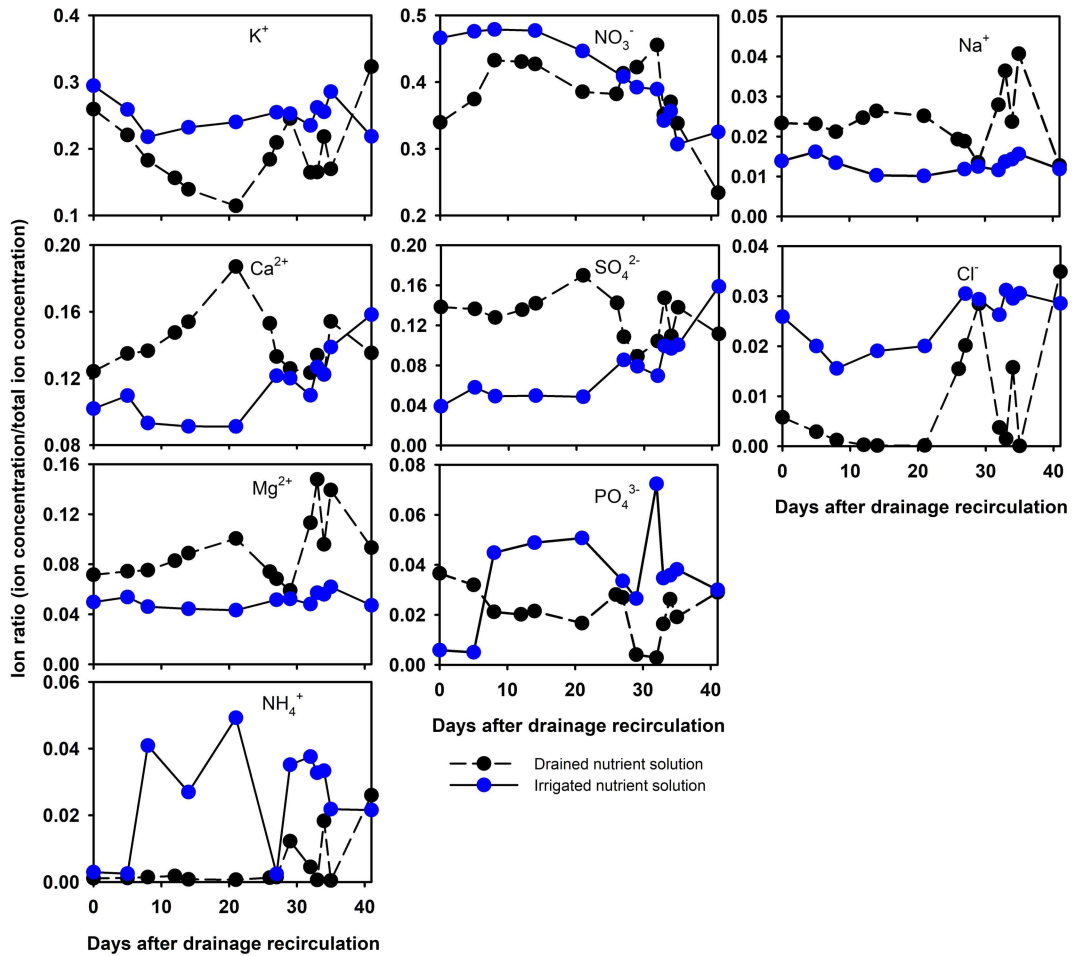 Ion ratio (ion concentration/total ion concentration)
K⁺
0.4
0.3
0.2
0.1
NO₃⁻
0.5
0.4
0.3
0.2
Na⁺
0.05
0.04
0.03
0.02
0.01
0.00
Ca²⁺
0.20
0.16
0.12
0.08
SO₄²⁻
0.20
0.16
0.12
0.08
0.04
0.00
Cl⁻
0.04
0.03
0.02
0.01
0.00
0 10 20 30 40
Days after drainage recirculation
Mg²⁺
0.16
0.12
0.08
0.04
0.00
PO₄³⁻
0.08
0.06
0.04
0.02
0.00
0 10 20 30 40
Days after drainage recirculation
Drained nutrient solution
Irrigated nutrient solution
NH₄⁺
0.06
0.04
0.02
0.00
0 10 20 30 40
Days after drainage recirculation